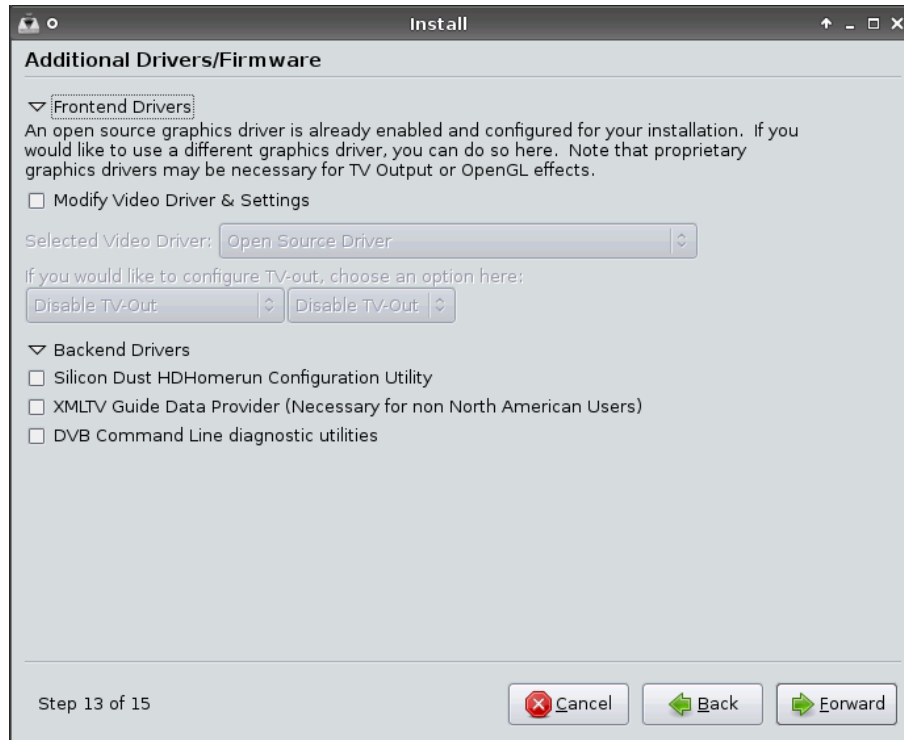 Install
Additional Drivers/Firmware
Frontend Drivers
An open source graphics driver is already enabled and configured for your installation. If you
would like to use a different graphics driver, you can do so here. Note that proprietary
graphics drivers may be necessary for TV Output or OpenGL effects.
Modify Video Driver & Settings
Selected Video Driver: Open Source Driver
If you would like to configure TV-out, choose an option here:
Disable TV-Out Disable TV-Out
Backend Drivers
Silicon Dust HDHomerun Configuration Utility
XMLTV Guide Data Provider (Necessary for non North American Users)
DVB Command Line diagnostic utilities
Step 13 of 15 Cancel Back Forward